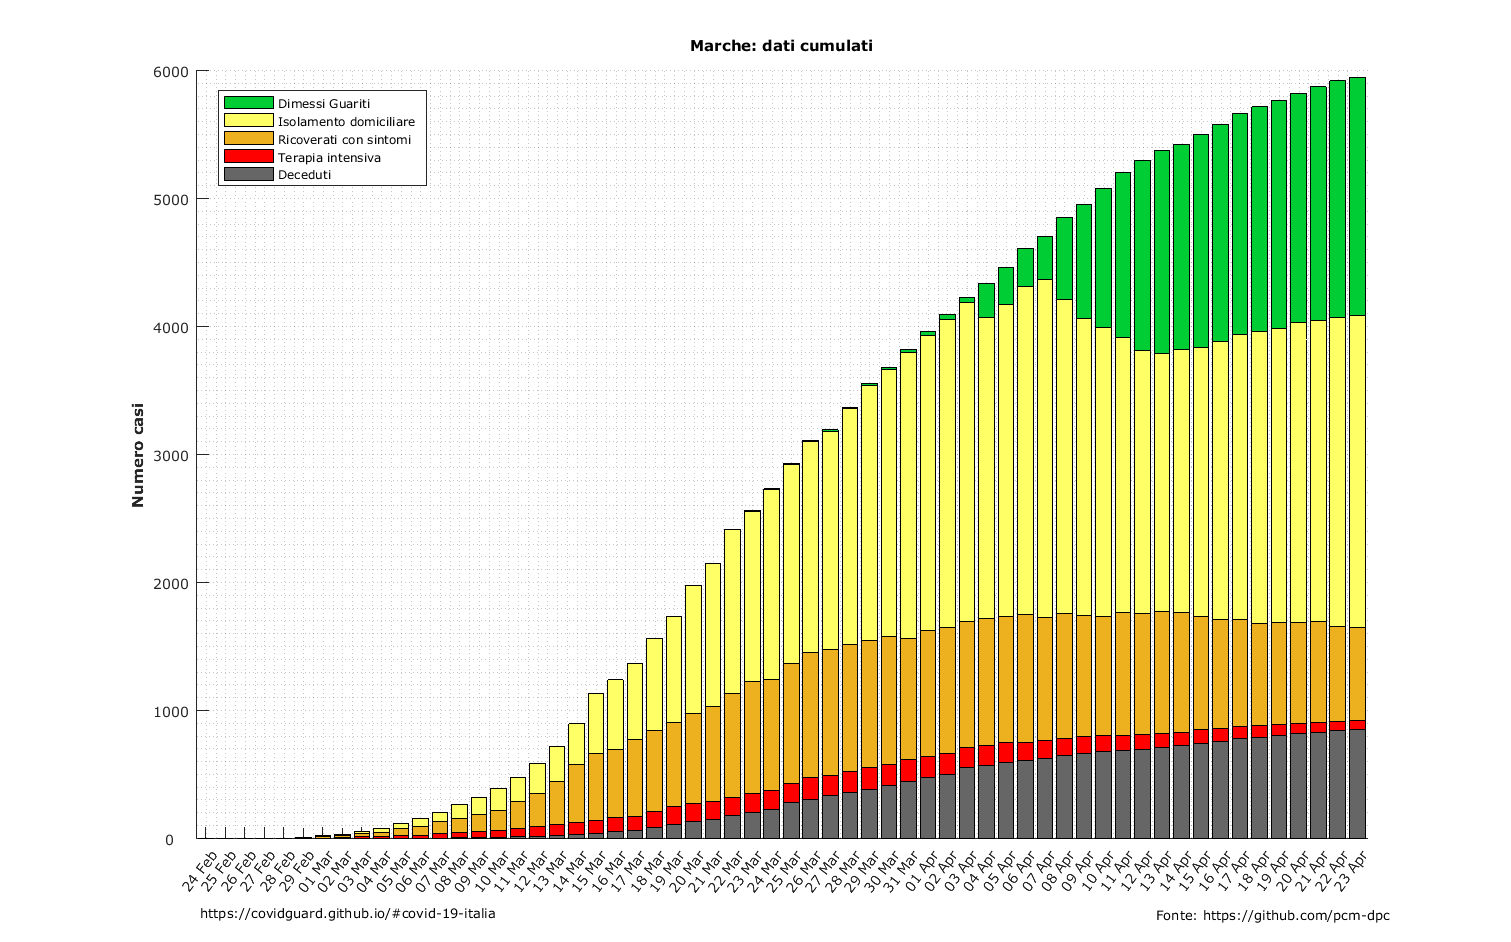 Marche: dati cumulati
6000
5000
4000
3000
2000
1000
0
Numero casi
Dimessi Guariti
Isolamento domiciliare
Ricoverati con sintomi
Terapia intensiva
Deceduti
24 Feb
25 Feb
26 Feb
27 Feb
28 Feb
29 Feb
01 Mar
02 Mar
03 Mar
04 Mar
05 Mar
06 Mar
07 Mar
08 Mar
09 Mar
10 Mar
11 Mar
12 Mar
13 Mar
14 Mar
15 Mar
16 Mar
17 Mar
18 Mar
19 Mar
20 Mar
21 Mar
22 Mar
23 Mar
24 Mar
25 Mar
26 Mar
27 Mar
28 Mar
29 Mar
30 Mar
31 Mar
01 Apr
02 Apr
03 Apr
04 Apr
05 Apr
06 Apr
07 Apr
08 Apr
09 Apr
10 Apr
11 Apr
12 Apr
13 Apr
14 Apr
15 Apr
16 Apr
17 Apr
18 Apr
19 Apr
20 Apr
21 Apr
22 Apr
23 Apr
https://covidguard.github.io/#covid-19-italia
Fonte: https://github.com/pcm-dpc